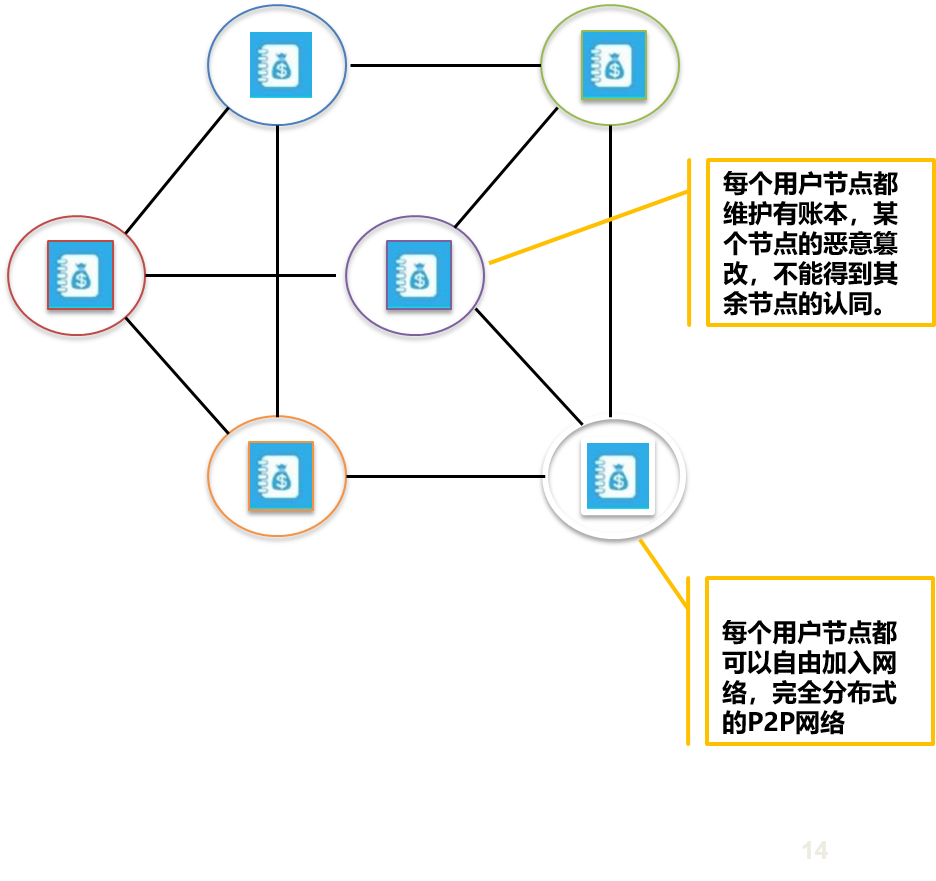 每个用户节点都
维护有账本，某
个节点的恶意篡
改，不能得到其
余节点的认同。
每个用户节点都
可以自由加入网
络，完全分布式
的P2P网络
14